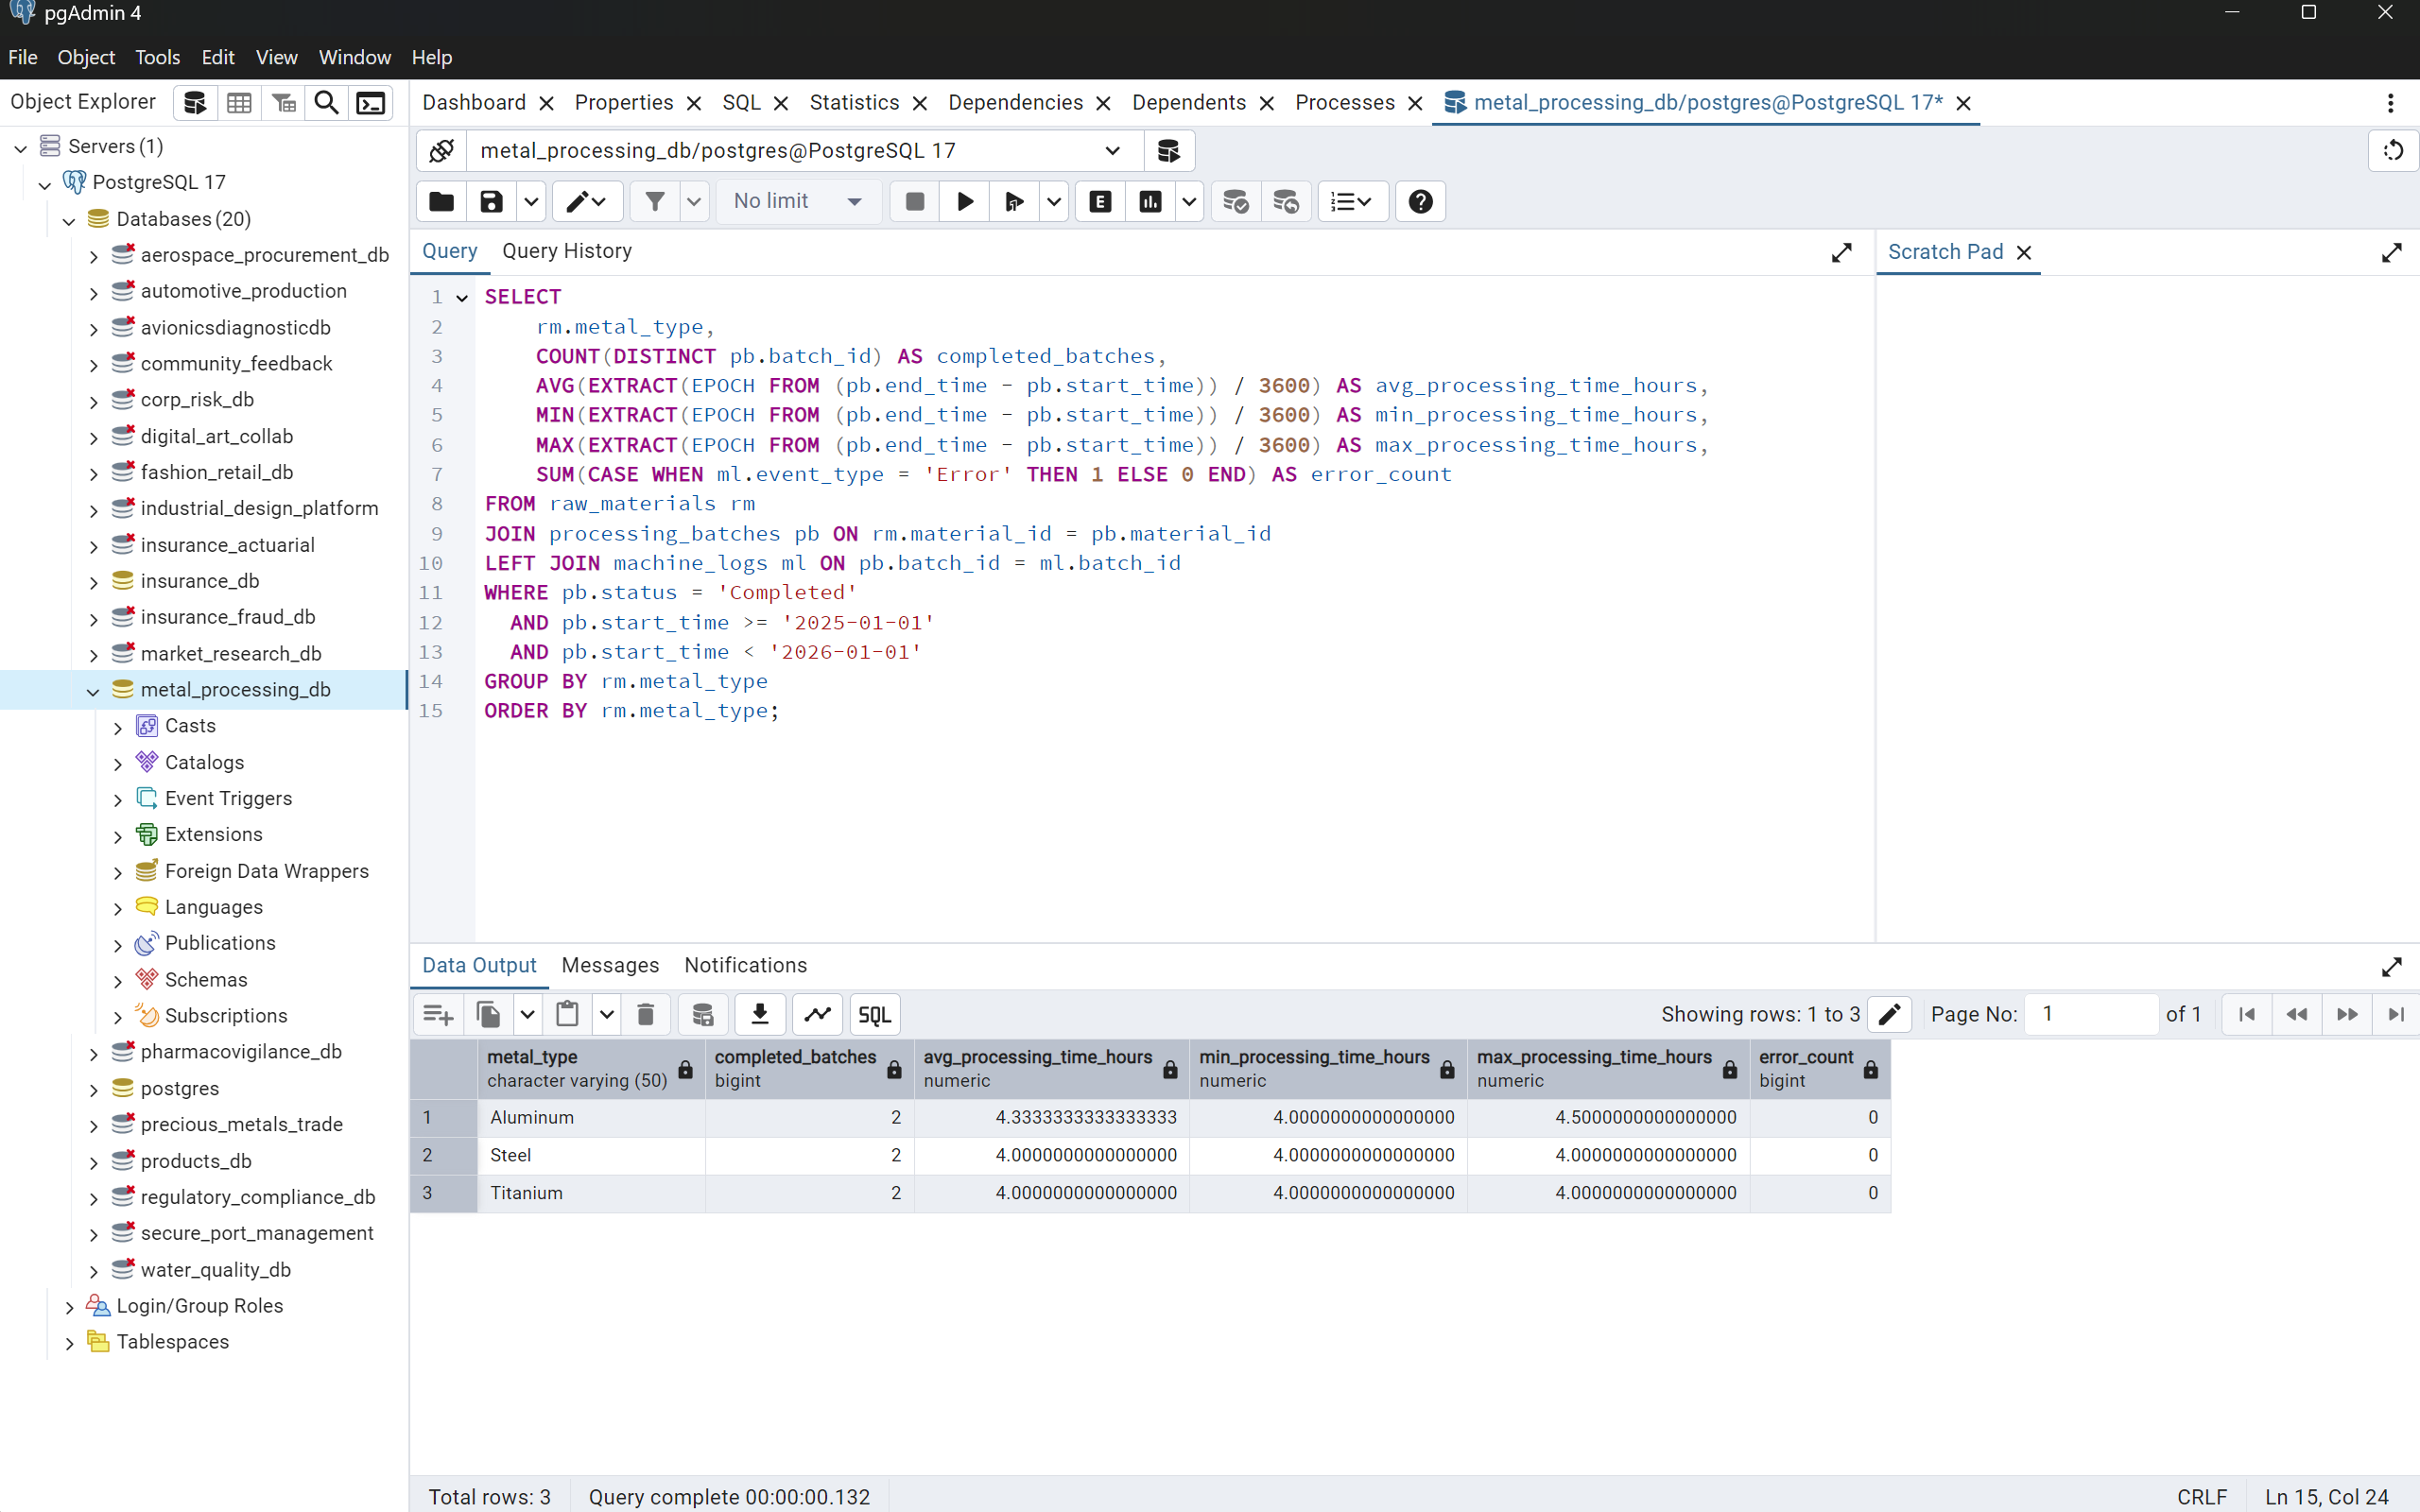 pgAdmin 4
File Object Tools Edit View Window Help
Object Explorer
Dashboard Properties SQL Statistics Dependencies Dependents Processes metal_processing_db/postgres@PostgreSQL 17*
Servers (1)
PostgreSQL 17
Databases (20)
aerospace_procurement_db
automotive_production
avionicsdiagnosticdb
community_feedback
corp_risk_db
digital_art_collab
fashion_retail_db
industrial_design_platform
insurance_actuarial
insurance_db
insurance_fraud_db
market_research_db
metal_processing_db
Casts
Catalogs
Event Triggers
Extensions
Foreign Data Wrappers
Languages
Publications
Schemas
Subscriptions
pharmacovigilance_db
postgres
precious_metals_trade
products_db
regulatory_compliance_db
secure_port_management
water_quality_db
Login/Group Roles
Tablespaces
metal_processing_db/postgres@PostgreSQL 17
No limit
E
Query Query History
Scratch Pad
1 SELECT
2 rm.metal_type,
3 COUNT(DISTINCT pb.batch_id) AS completed_batches,
4 AVG(EXTRACT(EPOCH FROM (pb.end_time - pb.start_time)) / 3600) AS avg_processing_time_hours,
5 MIN(EXTRACT(EPOCH FROM (pb.end_time - pb.start_time)) / 3600) AS min_processing_time_hours,
6 MAX(EXTRACT(EPOCH FROM (pb.end_time - pb.start_time)) / 3600) AS max_processing_time_hours,
7 SUM(CASE WHEN ml.event_type = 'Error' THEN 1 ELSE 0 END) AS error_count
8 FROM raw_materials rm
9 JOIN processing_batches pb ON rm.material_id = pb.material_id
10 LEFT JOIN machine_logs ml ON pb.batch_id = ml.batch_id
11 WHERE pb.status = 'Completed'
12 AND pb.start_time >= '2025-01-01'
13 AND pb.start_time < '2026-01-01'
14 GROUP BY rm.metal_type
15 ORDER BY rm.metal_type;
Data Output Messages Notifications
SQL
Showing rows: 1 to 3 Page No: 1 of 1
metal_type completed_batches avg_processing_time_hours min_processing_time_hours max_processing_time_hours error_count
character varying (50) bigint numeric numeric numeric bigint
1 Aluminum 2 4.3333333333333333 4.0000000000000000 4.5000000000000000 0
2 Steel 2 4.0000000000000000 4.0000000000000000 4.0000000000000000 0
3 Titanium 2 4.0000000000000000 4.0000000000000000 4.0000000000000000 0
Total rows: 3 Query complete 00:00:00.132 CRLF Ln 15, Col 24